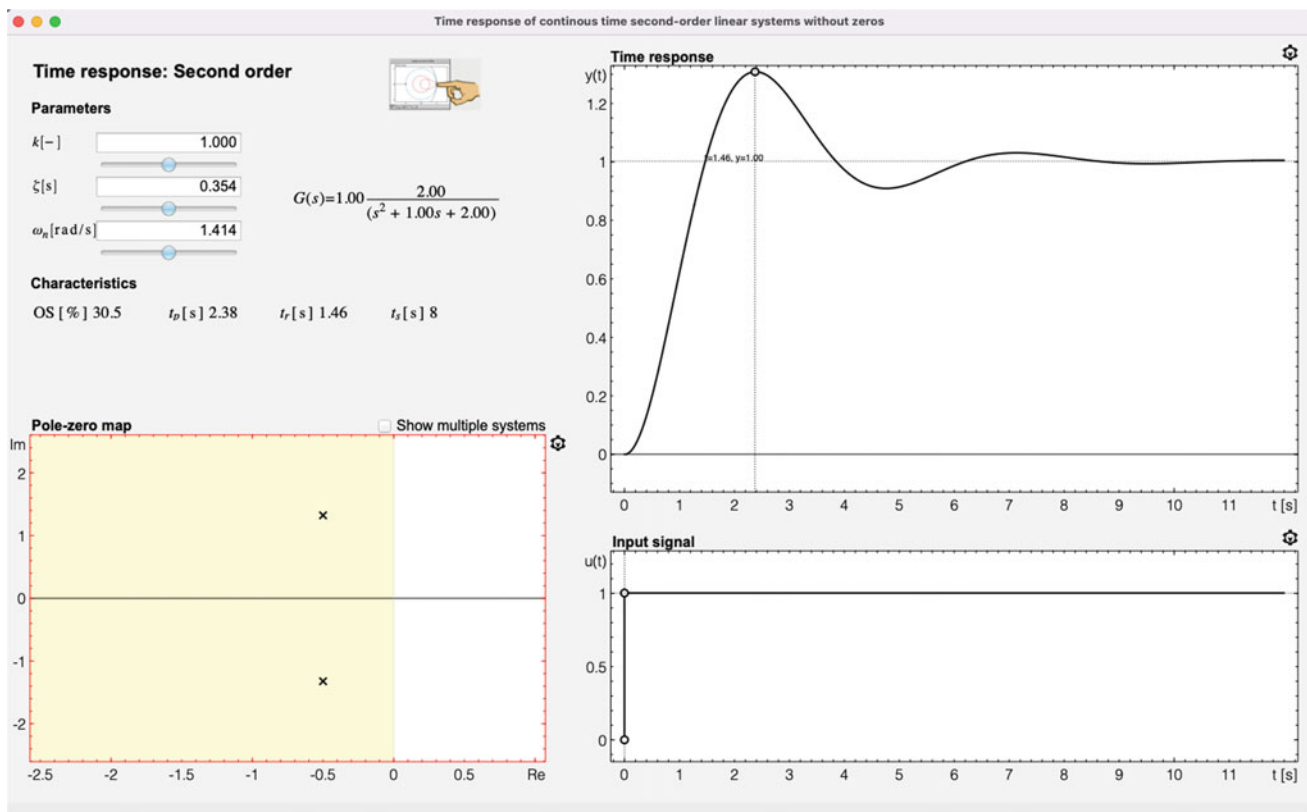 Time response of continous time second-order linear systems without zeros
Time response: Second order
Parameters
k[−] 1.000
ζ[s] 0.354
ωn[rad/s] 1.414
G(s)=1.00 2.00/(s² + 1.00s + 2.00)
Characteristics
OS [%] 30.5 tp[s] 2.38 tr[s] 1.46 ts[s] 8
Pole-zero map
Show multiple systems
Im
2
1
0
-1
-2
-2.5 -2 -1.5 -1 -0.5 0 0.5 Re
Time response
y(t)
1.2
1
t=1.46, y=1.00
0.8
0.6
0.4
0.2
0
0 1 2 3 4 5 6 7 8 9 10 11 t [s]
Input signal
u(t)
1
0.5
0
0 1 2 3 4 5 6 7 8 9 10 11 t [s]